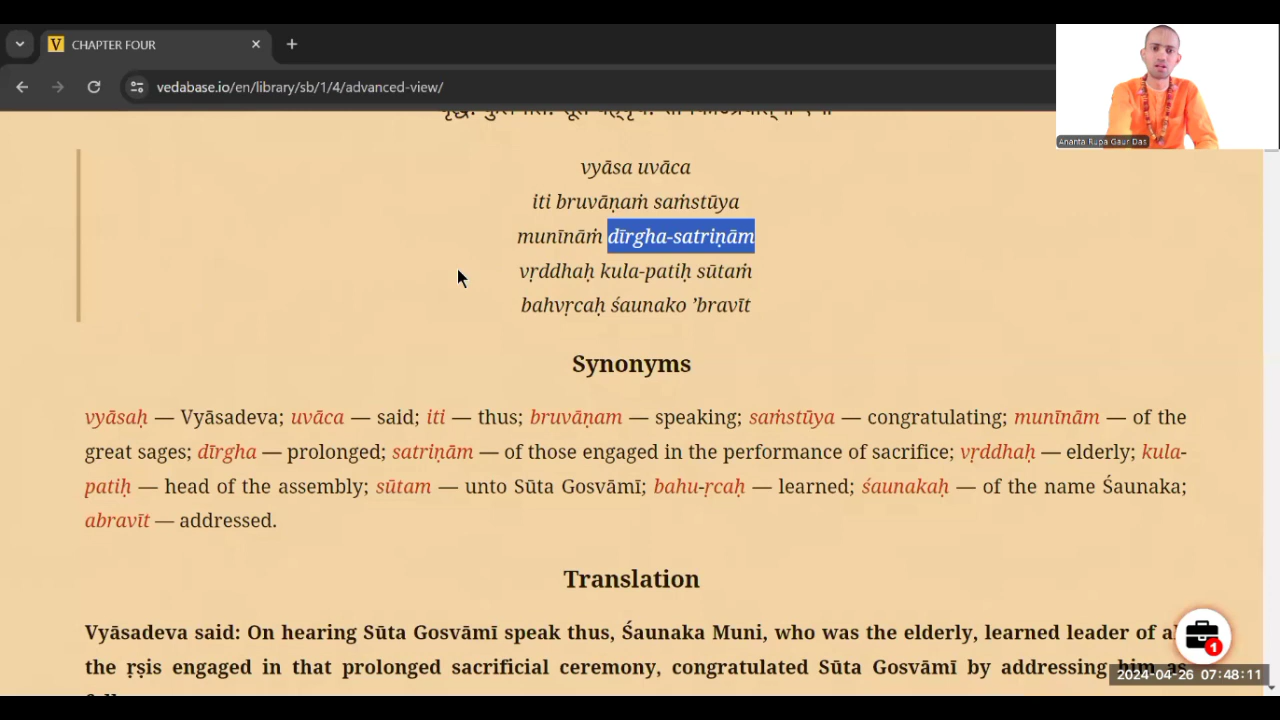 CHAPTER FOUR
vedabase.io/en/library/sb/1/4/advanced-view/
Ananta Rupa Gaur Das
vyāsa uvāca
iti bruvāṇaṁ saṁstūya
munīnāṁ dīrgha-satriṇām
vṛddhaḥ kula-patiḥ sūtaṁ
bahvṛcaḥ śaunako ’bravīt
Synonyms
vyāsaḥ — Vyāsadeva; uvāca — said; iti — thus; bruvāṇam — speaking; saṁstūya — congratulating; munīnām — of the
great sages; dīrgha — prolonged; satriṇām — of those engaged in the performance of sacrifice; vṛddhaḥ — elderly; kula-
patiḥ — head of the assembly; sūtam — unto Sūta Gosvāmī; bahu-ṛcaḥ — learned; śaunakaḥ — of the name Śaunaka;
abravīt — addressed.
Translation
Vyāsadeva said: On hearing Sūta Gosvāmī speak thus, Śaunaka Muni, who was the elderly, learned leader of
the ṛṣis engaged in that prolonged sacrificial ceremony, congratulated Sūta Gosvāmī by addressing him as
1
2024-04-26 07:48:11